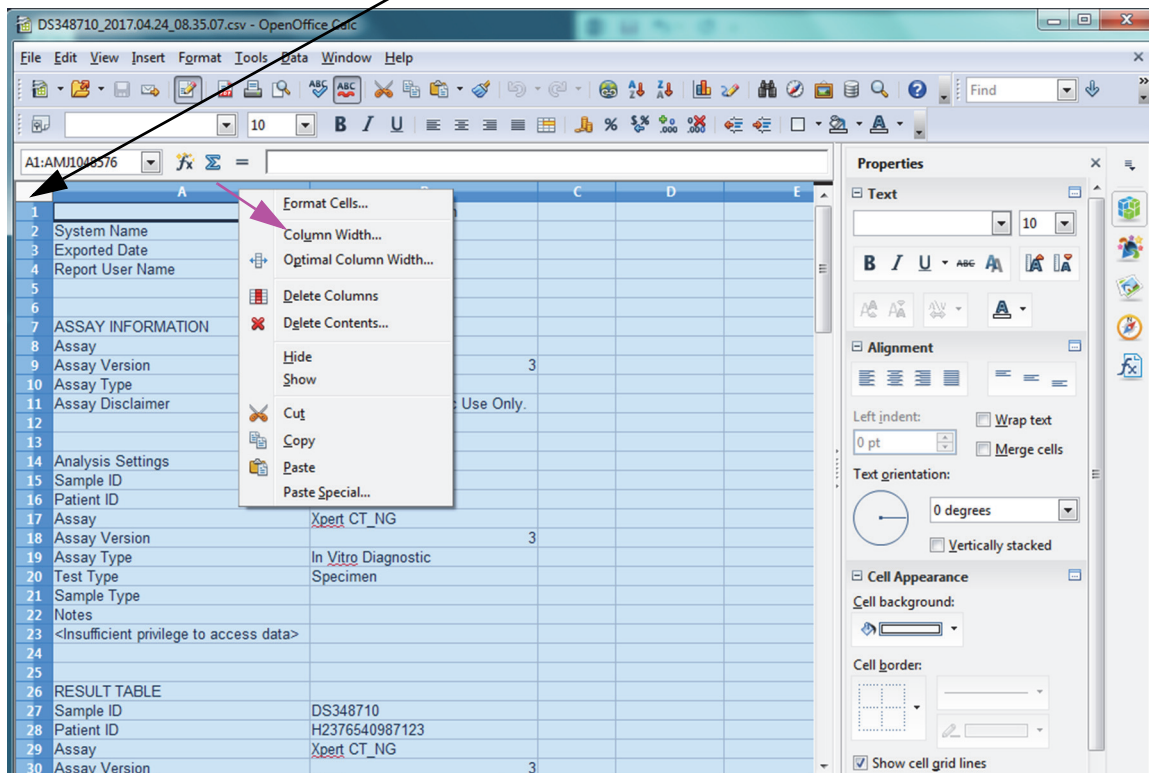 DS348710_2017.04.24_08.35.07.csv - OpenOffice Calc
File Edit View Insert Format Tools Data Window Help
Find
10
A1:AMJ1048576
A C D E
1
2 System Name
3 Exported Date
4 Report User Name
5
6
7 ASSAY INFORMATION
8 Assay
9 Assay Version 3
10 Assay Type
11 Assay Disclaimer Use Only.
12
13
14 Analysis Settings
15 Sample ID
16 Patient ID
17 Assay Xpert CT_NG
18 Assay Version 3
19 Assay Type In Vitro Diagnostic
20 Test Type Specimen
21 Sample Type
22 Notes
23 <Insufficient privilege to access data>
24
25
26 RESULT TABLE
27 Sample ID DS348710
28 Patient ID H2376540987123
29 Assay Xpert CT_NG
30 Assay Version 3
Format Cells...
Column Width...
Optimal Column Width...
Delete Columns
Delete Contents...
Hide
Show
Cut
Copy
Paste
Paste Special...
Properties
Text
10
Alignment
Left indent:
0 pt
Wrap text
Merge cells
Text orientation:
0 degrees
Vertically stacked
Cell Appearance
Cell background:
Cell border:
Show cell grid lines